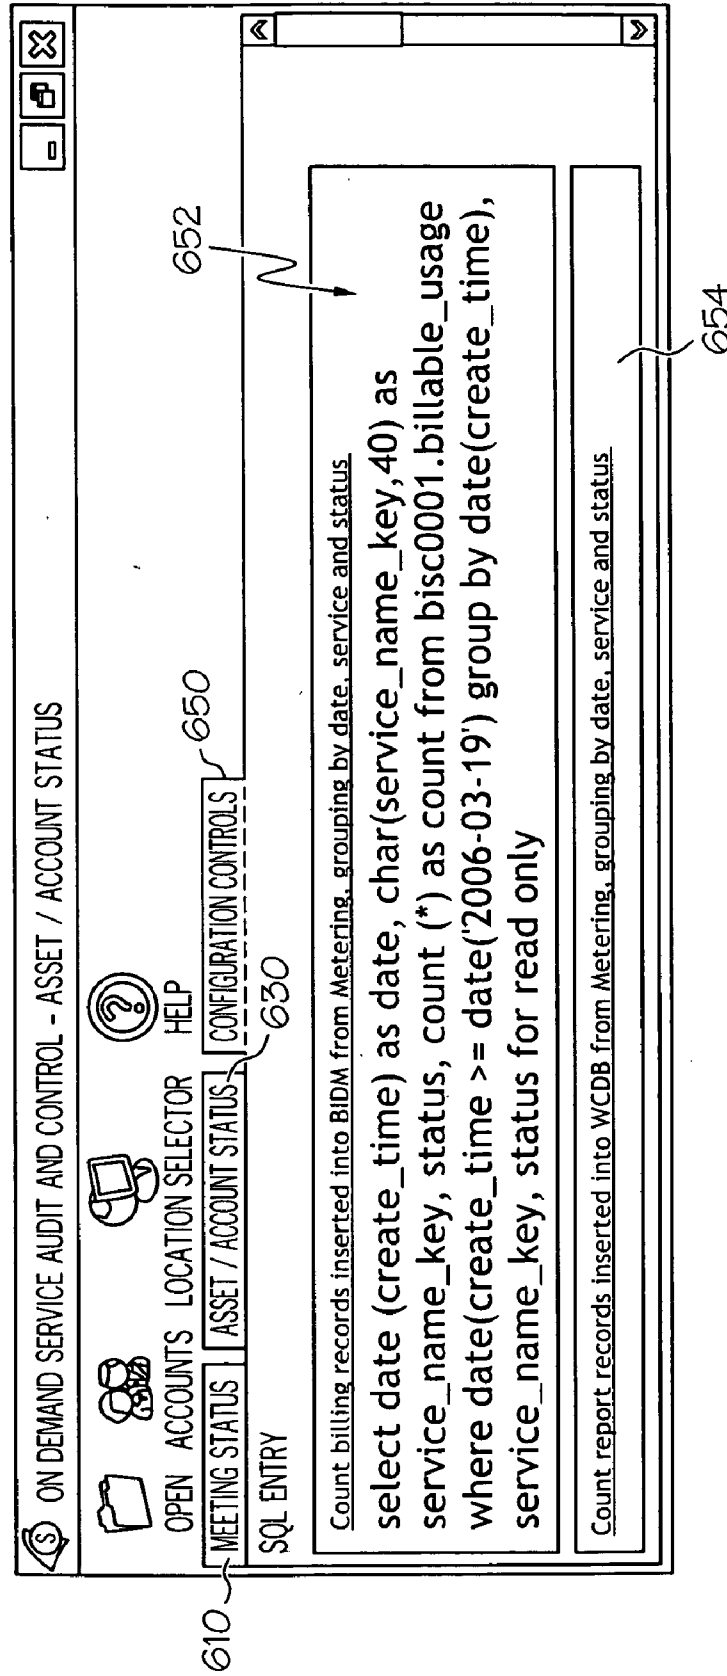 ON DEMAND SERVICE AUDIT AND CONTROL - ASSET / ACCOUNT STATUS
OPEN ACCOUNTS LOCATION SELECTOR HELP
MEETING STATUS ASSET / ACCOUNT STATUS CONFIGURATION CONTROLS
610
630
650
SQL ENTRY
652
Count billing records inserted into BIDM from Metering, grouping by date, service and status
select date (create_time) as date, char(service_name_key,40) as
service_name_key, status, count (*) as count from bisc0001.billable_usage
where date(create_time >= date('2006-03-19') group by date(create_time),
service_name_key, status for read only
Count report records inserted into WCDB from Metering, grouping by date, service and status
654